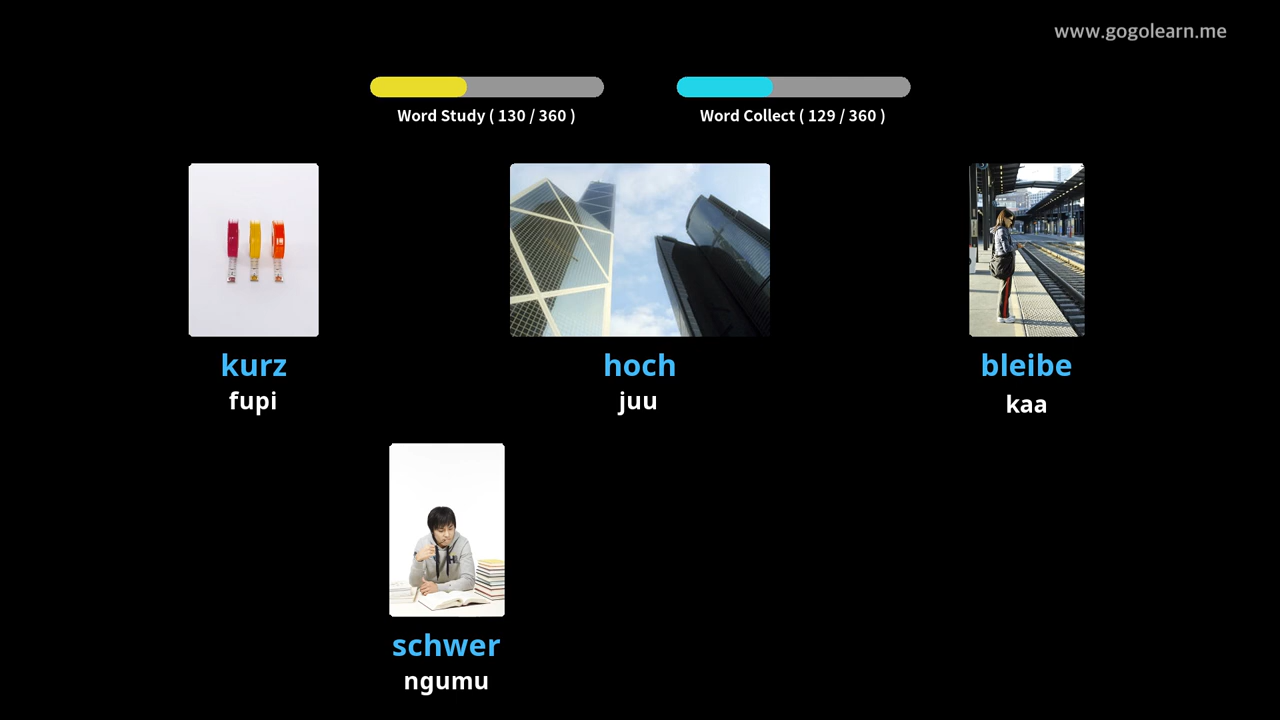 www.gogolearn.me
Word Study ( 130 / 360 )
Word Collect ( 129 / 360 )
kurz
fupi
hoch
juu
bleibe
kaa
schwer
ngumu